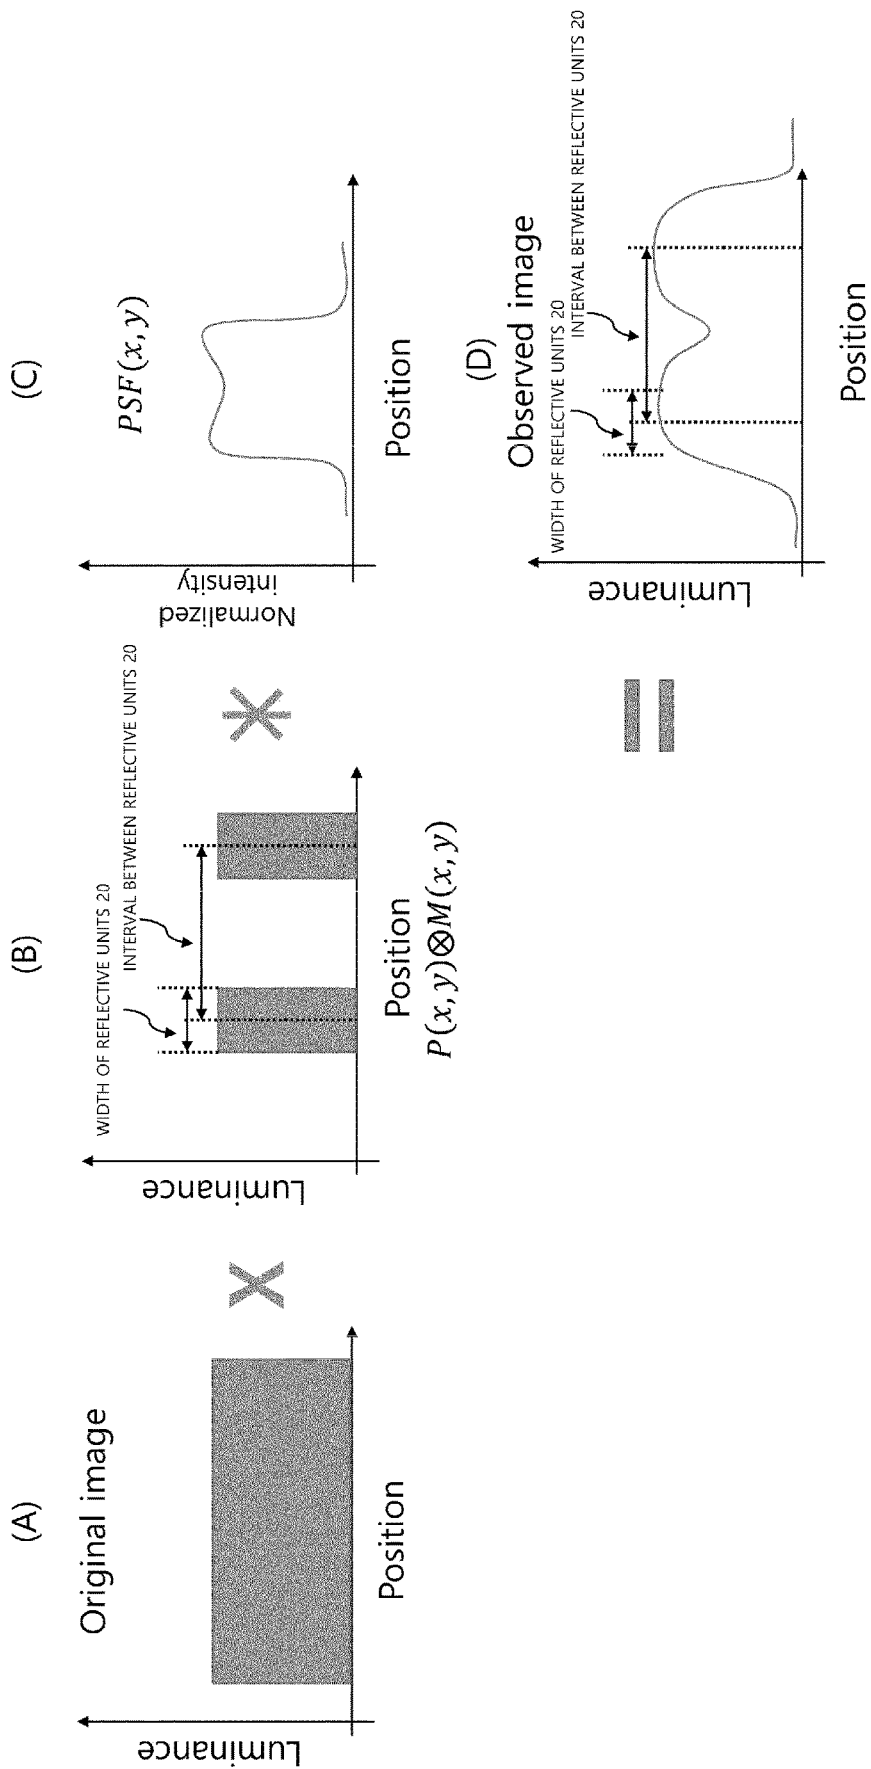 (A)
Original image
Luminance
Position
×
(B)
WIDTH OF REFLECTIVE UNITS 20
INTERVAL BETWEEN REFLECTIVE UNITS 20
Luminance
Position
P(x, y)⊗M(x, y)
*
(C)
PSF(x, y)
Normalized
intensity
Position
=
(D)
Observed image
WIDTH OF REFLECTIVE UNITS 20
INTERVAL BETWEEN REFLECTIVE UNITS 20
Luminance
Position